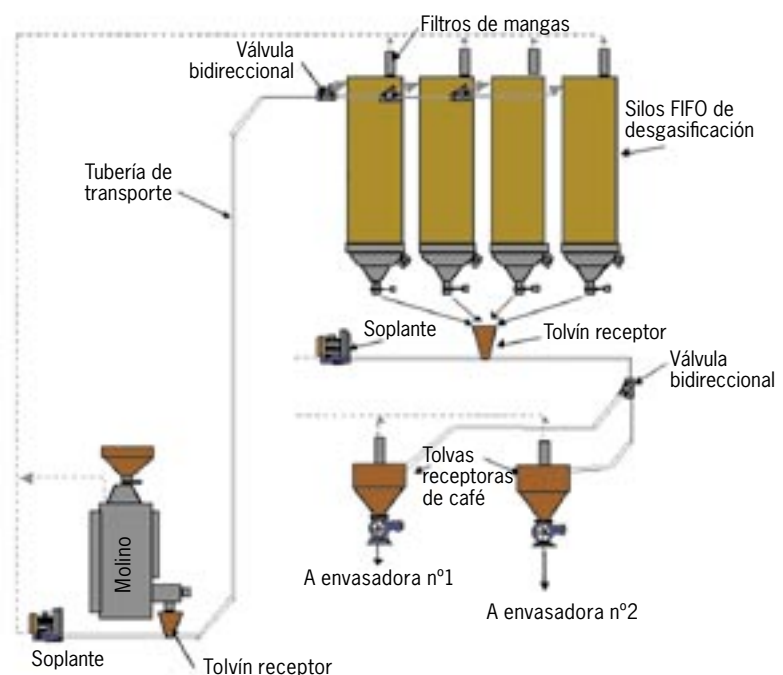 Filtros de mangas
Válvula
bidireccional
Silos FIFO de
desgasificación
Tubería de
transporte
Soplante
Tolvín receptor
Válvula
bidireccional
Tolvas
receptoras
de café
Molino
A envasadora nº1
A envasadora nº2
Soplante
Tolvín receptor